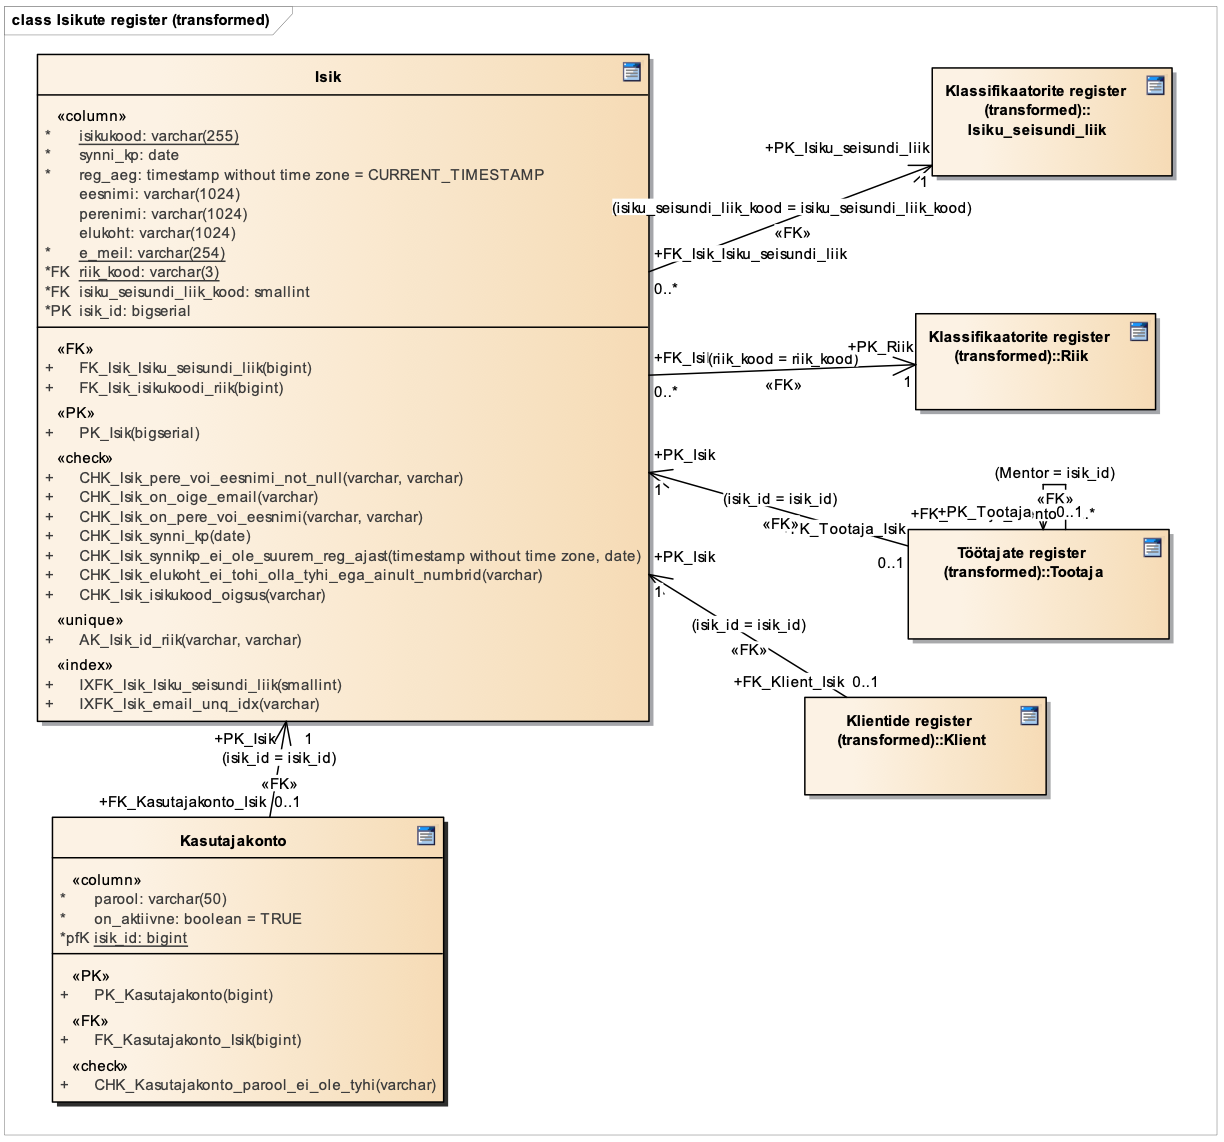 class Isikute register (transformed)
Isik
«column»
* isikukood: varchar(255)
* synni_kp: date
* reg_aeg: timestamp without time zone = CURRENT_TIMESTAMP
eesnimi: varchar(1024)
perenimi: varchar(1024)
elukoht: varchar(1024)
* e_meil: varchar(254)
*FK riik_kood: varchar(3)
*FK isiku_seisundi_liik_kood: smallint
*PK isik_id: bigserial
«FK»
+ FK_Isik_Isiku_seisundi_liik(bigint)
+ FK_Isik_isikukoodi_riik(bigint)
«PK»
+ PK_Isik(bigserial)
«check»
+ CHK_Isik_pere_voi_eesnimi_not_null(varchar, varchar)
+ CHK_Isik_on_oige_email(varchar)
+ CHK_Isik_on_pere_voi_eesnimi(varchar, varchar)
+ CHK_Isik_synni_kp(date)
+ CHK_Isik_synnikp_ei_ole_suurem_reg_ajast(timestamp without time zone, date)
+ CHK_Isik_elukoht_ei_tohi_olla_tyhi_ega_ainult_numbrid(varchar)
+ CHK_Isik_isikukood_oigsus(varchar)
«unique»
+ AK_Isik_id_riik(varchar, varchar)
«index»
+ IXFK_Isik_Isiku_seisundi_liik(smallint)
+ IXFK_Isik_email_unq_idx(varchar)
Klassifikaatorite register
(transformed)::
Isiku_seisundi_liik
+PK_Isiku_seisundi_liik
1
(isiku_seisundi_liik_kood = isiku_seisundi_liik_kood)
«FK»
+FK_Isik_Isiku_seisundi_liik
0..*
Klassifikaatorite register
(transformed)::Riik
+PK_Riik
+FK_Isi (riik_kood = riik_kood)
«FK»
0..*
1
+PK_Isik
1
(isik_id = isik_id)
«FK» K_Tootaja_Isik
0..1
(Mentor = isik_id)
«FK»
+FK_ +PK_Tootaja 0..1 ..*
Töötajate register
(transformed)::Tootaja
+PK_Isik
1
(isik_id = isik_id)
«FK»
+FK_Klient_Isik 0..1
Klientide register
(transformed)::Klient
+PK_Isik 1
(isik_id = isik_id)
«FK»
+FK_Kasutajakonto_Isik 0..1
Kasutajakonto
«column»
* parool: varchar(50)
* on_aktiivne: boolean = TRUE
*pfK isik_id: bigint
«PK»
+ PK_Kasutajakonto(bigint)
«FK»
+ FK_Kasutajakonto_Isik(bigint)
«check»
+ CHK_Kasutajakonto_parool_ei_ole_tyhi(varchar)